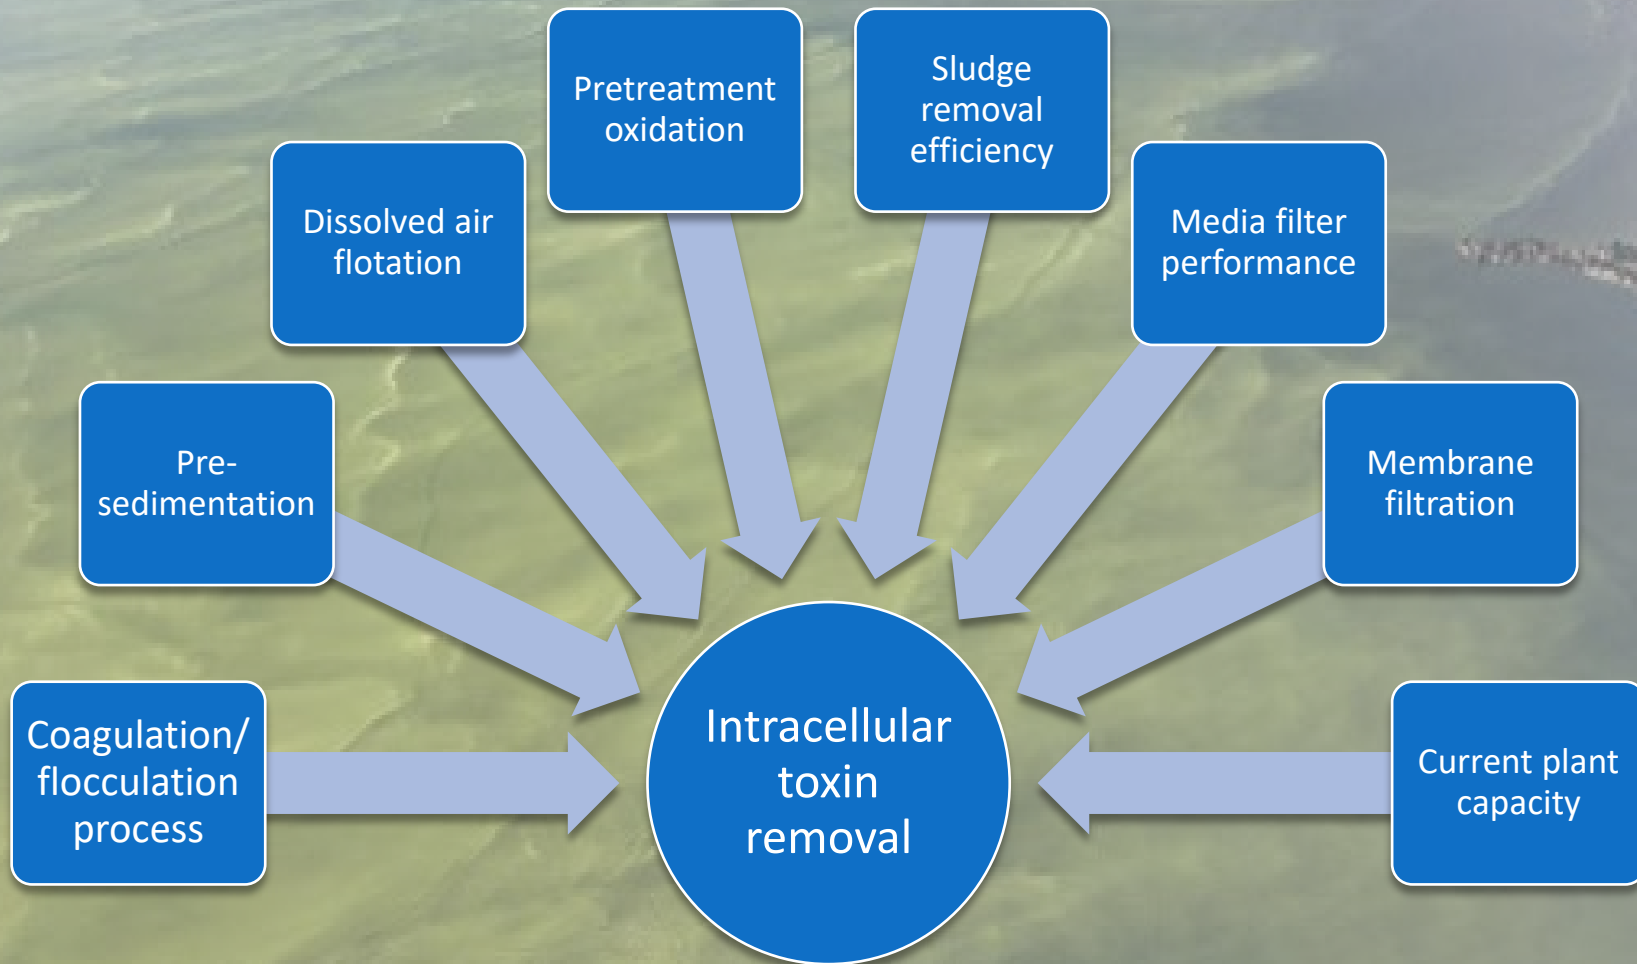 Pretreatment
oxidation
Sludge
removal
efficiency
Dissolved air
flotation
Media filter
performance
Pre-
sedimentation
Membrane
filtration
Coagulation/
flocculation
process
Intracellular
toxin
removal
Current plant
capacity